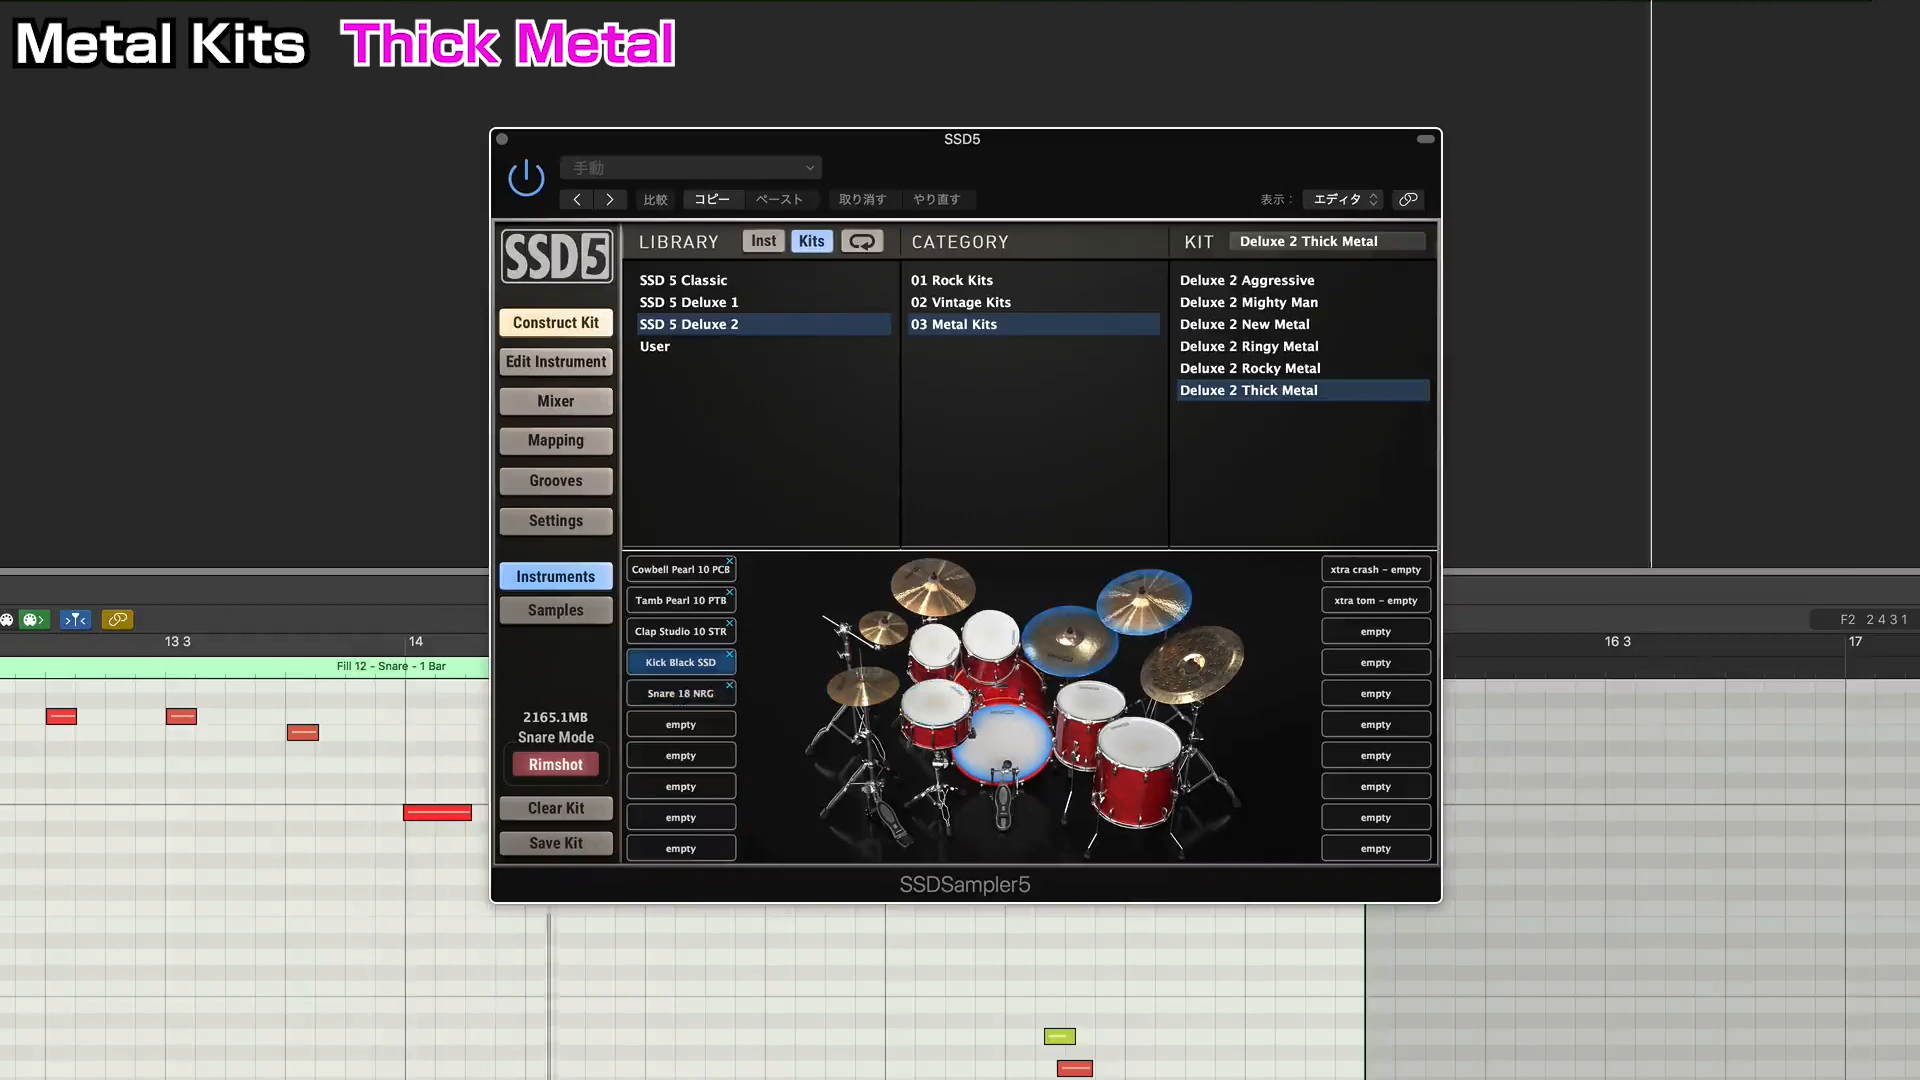 Metal Kits Thick Metal
SSD5
手動
比較 コピー ペースト 取り消す やり直す 表示： エディタ
SSD5
LIBRARY Inst Kits CATEGORY KIT Deluxe 2 Thick Metal
SSD 5 Classic
SSD 5 Deluxe 1
SSD 5 Deluxe 2
User
01 Rock Kits
02 Vintage Kits
03 Metal Kits
Deluxe 2 Aggressive
Deluxe 2 Mighty Man
Deluxe 2 New Metal
Deluxe 2 Ringy Metal
Deluxe 2 Rocky Metal
Deluxe 2 Thick Metal
Construct Kit
Edit Instrument
Mixer
Mapping
Grooves
Settings
Instruments
Samples
2165.1MB
Snare Mode
Rimshot
Clear Kit
Save Kit
Cowbell Pearl 10 PCB
Tamb Pearl 10 PTB
Clap Studio 10 STR
Kick Black SSD
Snare 18 NRG
empty
empty
empty
empty
empty
xtra crash - empty
xtra tom - empty
empty
empty
empty
empty
empty
empty
empty
empty
SSDSampler5
F2 2 4 3 1
13 3 14 16 3 17
Fill 12 - Snare - 1 Bar